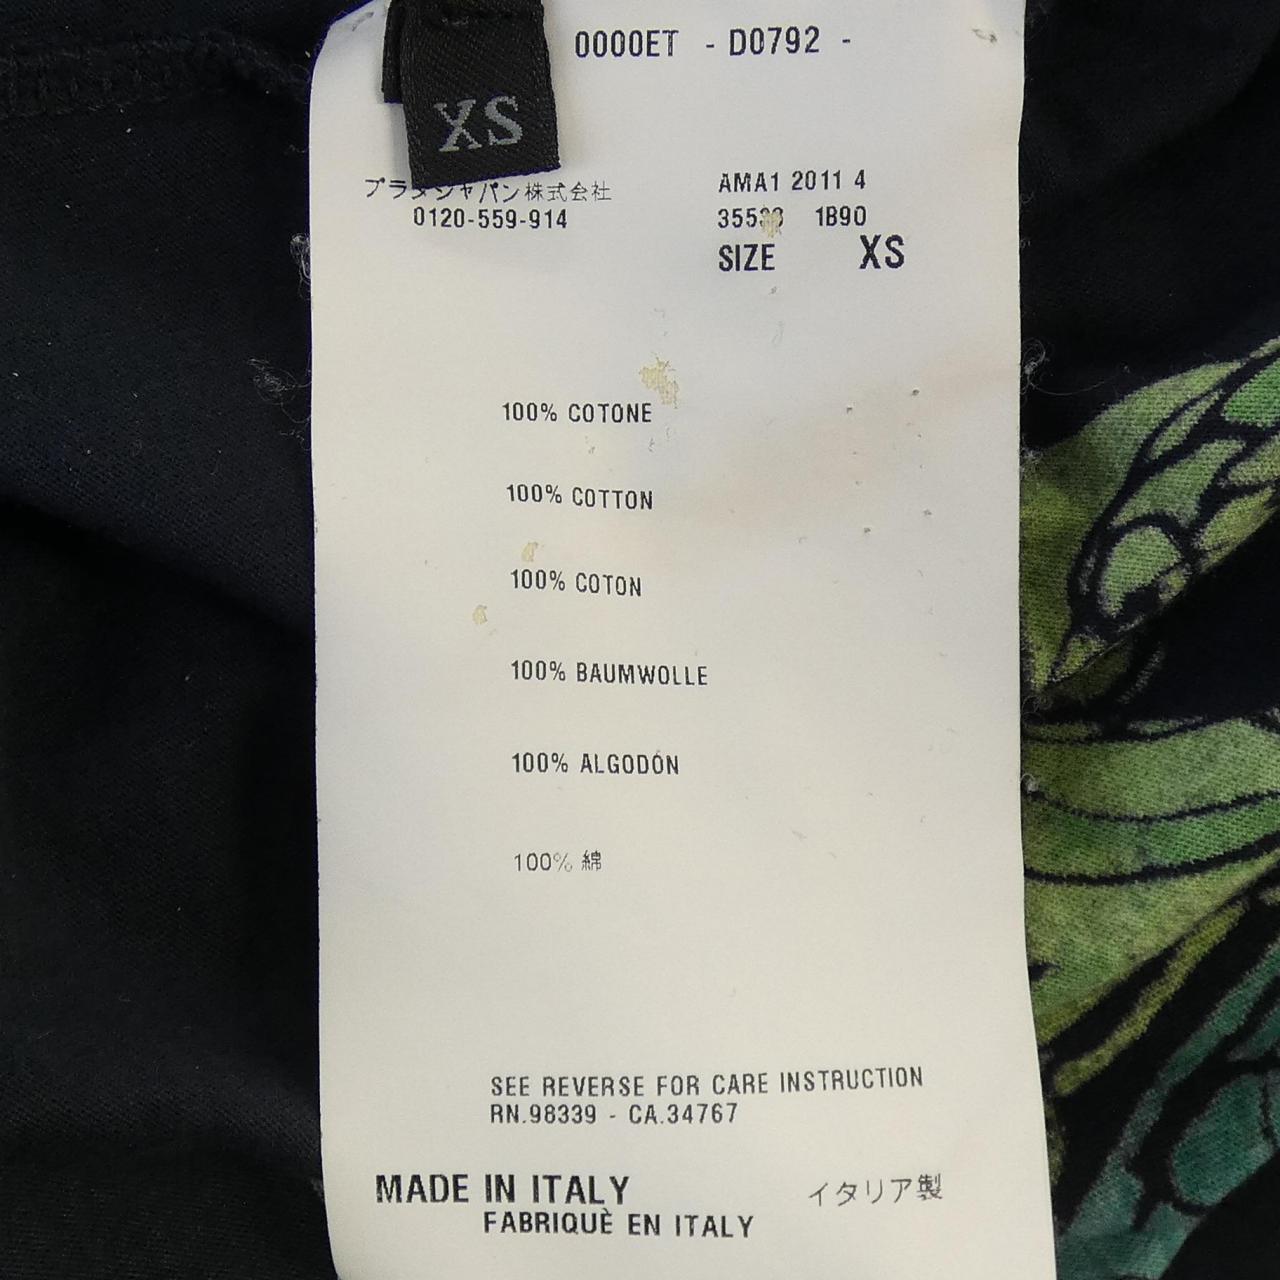 0000ET - D0792 -
XS
プラダジャパン株式会社
0120-559-914
AMA1 2011 4
1B90
SIZE XS
100% COTONE
100% COTTON
100% COTON
100% BAUMWOLLE
100% ALGODÓN
100% 綿
SEE REVERSE FOR CARE INSTRUCTION
RN.98339 - CA.34767
MADE IN ITALY
イタリア製
FABRIQUÈ EN ITALY